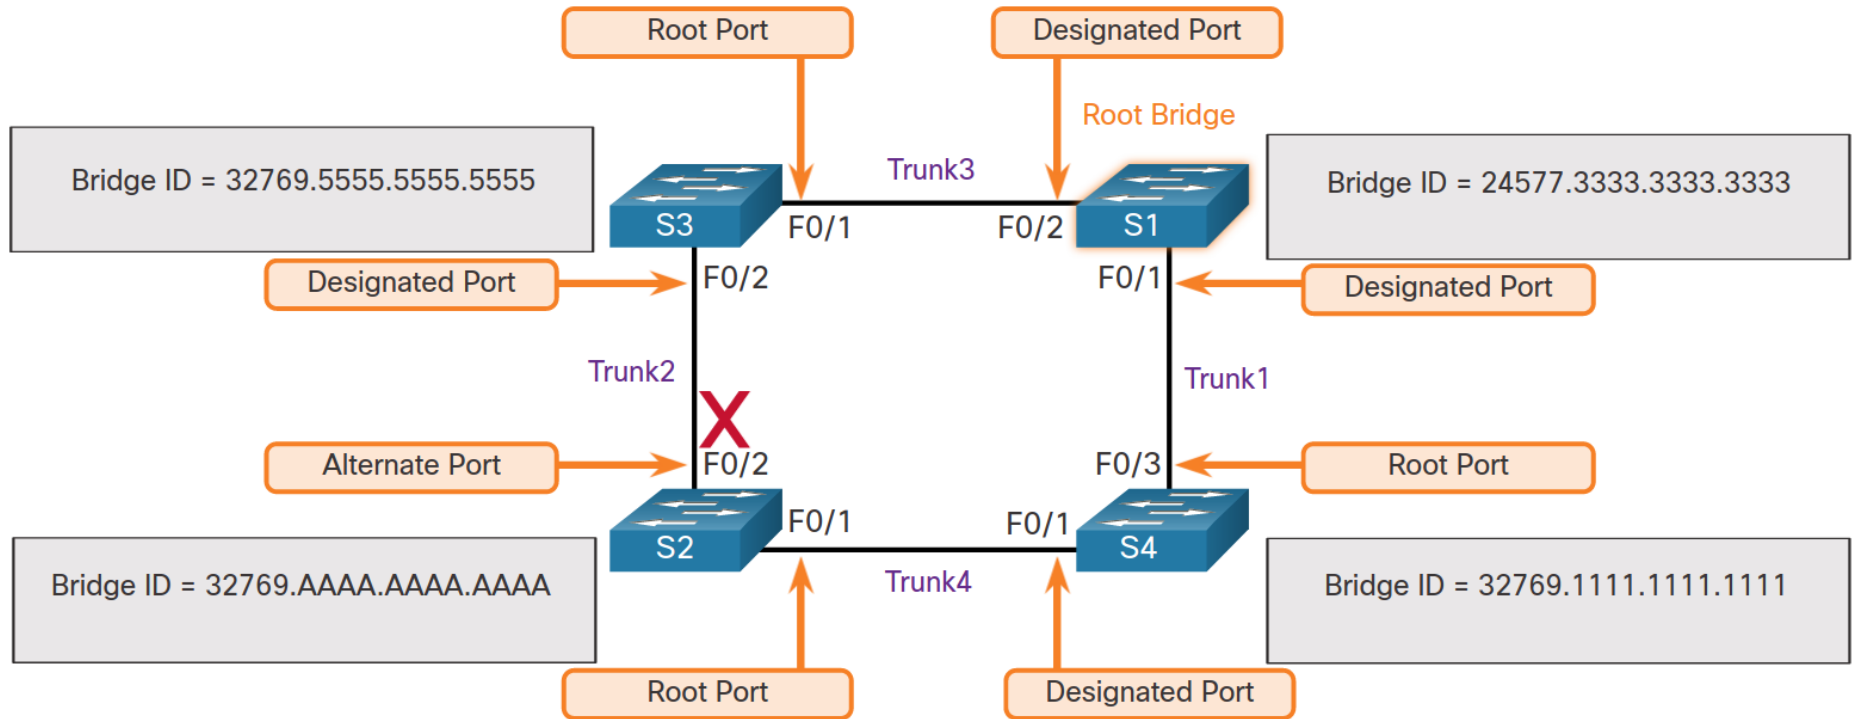 Root Port
Designated Port
Root Bridge
Bridge ID = 32769.5555.5555.5555
Trunk3
Bridge ID = 24577.3333.3333.3333
S3
F0/1
F0/2
S1
Designated Port
F0/2
F0/1
Designated Port
Trunk2
Trunk1
X
Alternate Port
F0/2
F0/3
Root Port
F0/1
F0/1
S2
S4
Bridge ID = 32769.AAAA.AAAA.AAAA
Trunk4
Bridge ID = 32769.1111.1111.1111
Root Port
Designated Port